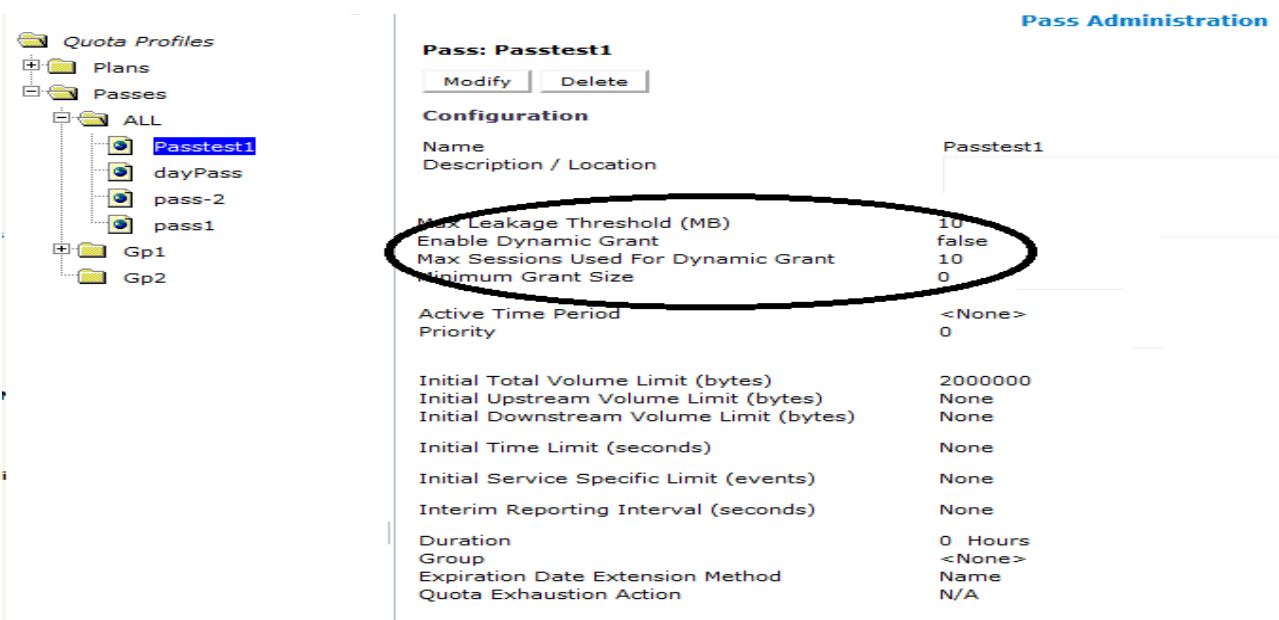 Pass Administration
Quota Profiles
Plans
Passes
ALL
Passtest1
dayPass
pass-2
pass1
Gp1
Gp2
Pass: Passtest1
Modify Delete
Configuration
Name Passtest1
Description / Location
Max Leakage Threshold (MB) 10
Enable Dynamic Grant false
Max Sessions Used For Dynamic Grant 10
Minimum Grant Size 0
Active Time Period <None>
Priority 0
Initial Total Volume Limit (bytes) 2000000
Initial Upstream Volume Limit (bytes) None
Initial Downstream Volume Limit (bytes) None
Initial Time Limit (seconds) None
Initial Service Specific Limit (events) None
Interim Reporting Interval (seconds) None
Duration 0 Hours
Group <None>
Expiration Date Extension Method Name
Quota Exhaustion Action N/A